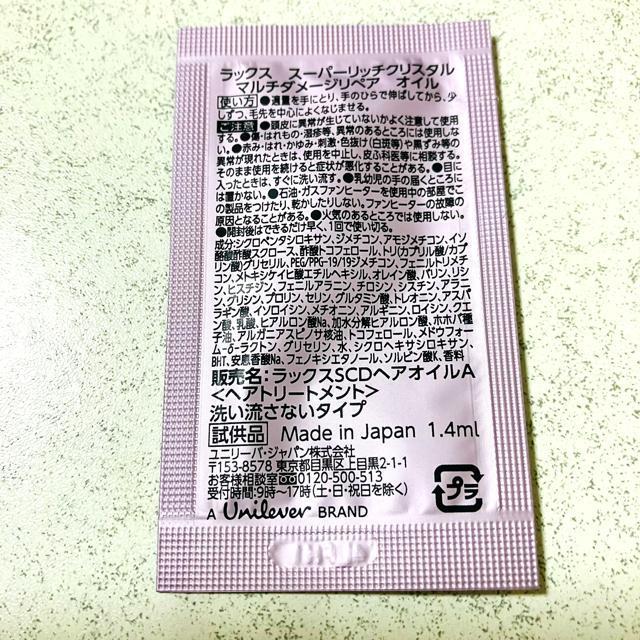 ラックス スーパーリッチクリスタル
マルチダメージリペア オイル
使い方 ●適量を手にとり、手のひらで伸ばしてから、少
しずつ、毛先を中心によくなじませる。
ご注意 ●頭皮に異常が生じていないかよく注意して使用
する。●傷・はれもの・湿疹等、異常のあるところには使用しな
い。●赤み・はれ・かゆみ・刺激・色抜け(白斑等)や黒ずみ等の
異常が現れたときは、使用を中止し、皮ふ科医等に相談する。
そのまま使用を続けると症状が悪化することがある。●目に
入ったときは、すぐに洗い流す。●乳幼児の手の届くところに
は置かない。●石油・ガスファンヒーターを使用中の部屋でこ
の製品をつけたり、乾かしたりしない。ファンヒーターの故障の
原因となることがある。●火気のあるところでは使用しない。
●開封後はできるだけ早く、1回で使い切る。
成分:シクロペンタシロキサン、ジメチコン、アモジメチコン、イソ
酪酸酢酸スクロース、酢酸トコフェロール、トリ(カプリル酸/カプ
リン酸)グリセリル、PEG/PPG-19/19ジメチコン、フェニルトリメチ
コン、メトキシケイヒ酸エチルヘキシル、オレイン酸、バリン、リシ
ン、ヒスチジン、フェニルアラニン、チロシン、シスチン、アラニ
ン、グリシン、プロリン、セリン、グルタミン酸、トレオニン、アスパ
ラギン酸、イソロイシン、メチオニン、アルギニン、ロイシン、クエ
ン酸、乳酸、ヒアルロン酸Na、加水分解ヒアルロン酸、ホホバ種
子油、アルガニアスピノサ核油、トコフェロール、メドウフォ
ーム-δ-ラクトン、グリセリン、水、シクロヘキサシロキサン、
BHT、安息香酸Na、フェノキシエタノール、ソルビン酸K、香料
販売名：ラックスSCDヘアオイルA
<ヘアトリートメント>
洗い流さないタイプ
試供品 Made in Japan 1.4ml
ユニリーバ・ジャパン株式会社
〒153-8578 東京都目黒区上目黒2-1-1
お客様相談室 0120-500-513
受付時間:9時〜17時(土・日・祝日を除く)
プラ
A Unilever BRAND